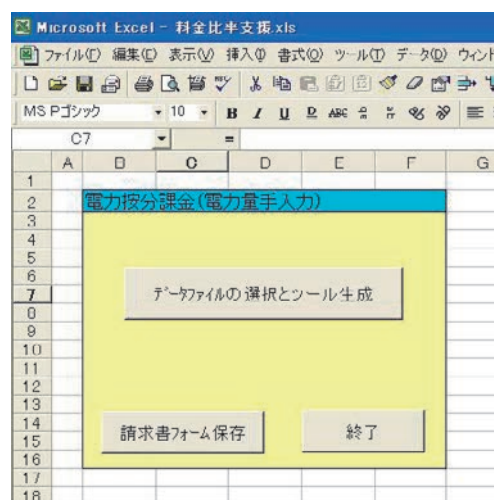 Microsoft Excel - 料金比率支援.xls
ファイル(F) 編集(E) 表示(V) 挿入(I) 書式(O) ツール(T) データ(D) ウィンド
MS Pゴシック 10 B I U D ABC
C7 =
A B C D E F G
1
2 電力按分課金(電力量手入力)
3
4
5
6
7 データファイルの選択とツール生成
8
9
10
11
12
13
14 請求書フォーム保存 終了
15
16
17
18